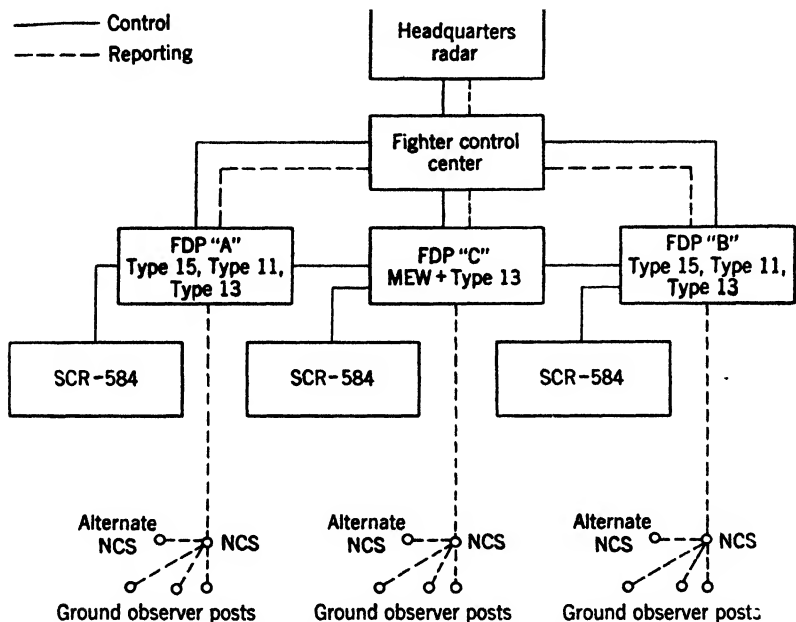 Control
Reporting
Headquarters
radar
Fighter control
center
FDP "A"
Type 15, Type 11,
Type 13
FDP "C"
MEW + Type 13
FDP "B"
Type 15, Type 11,
Type 13
SCR-584
SCR-584
SCR-584
Alternate
NCS
NCS
Alternate
NCS
NCS
Alternate
NCS
NCS
Ground observer posts
Ground observer posts
Ground observer posts